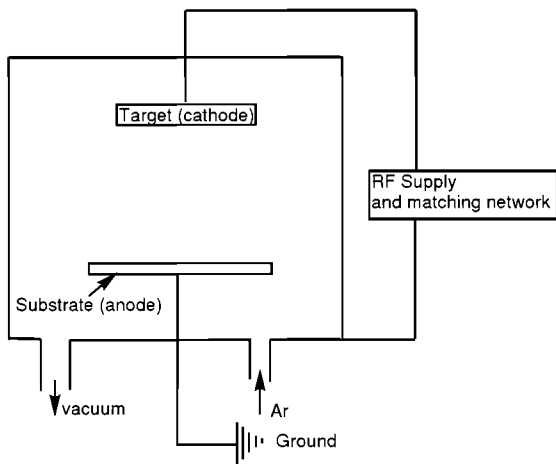 Target (cathode)
RF Supply
and matching network
Substrate (anode)
vacuum
Ar
Ground